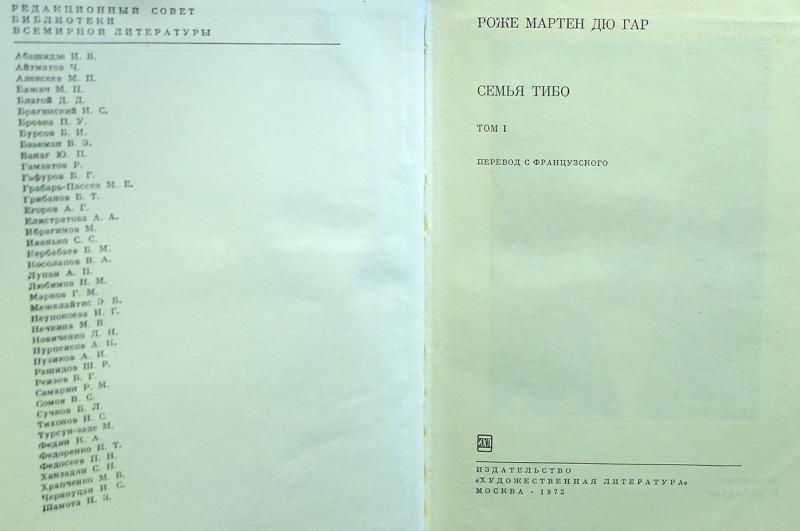 РЕДАКЦИОННЫЙ СОВЕТ
БИБЛИОТЕКИ
ВСЕМИРНОЙ ЛИТЕРАТУРЫ
Абашидзе И. В.
Айтматов Ч.
Алексеев М. П.
Бажан М. П.
Благой Д. Д.
Брагинский И. С.
Бровка П. У.
Бурсов Б. И.
Бээкман В. Э.
Ванаг Ю. П.
Гамзатов Р.
Гафуров Б. Г.
Грабарь-Пассек М. Е.
Грибанов Б. Т.
Егоров А. Г.
Елистратова А. А.
Ибрагимов М.
Иванько С. С.
Кербабаев Б. М.
Косолапов В. А.
Лупан А. П.
Любимов Н. М.
Марков Г. М.
Межелайтис Э. Б.
Неупокоева И. Г.
Нечкина М. В.
Новиченко Л. Н.
Нурпеисов А. К.
Пузиков А. И.
Рашидов Ш. Р.
Реизов Б. Г.
Самарин Р. М.
Сомов В. С.
Сучков Б. Л.
Тихонов Н. С.
Турсун-заде М.
Федин К. А.
Федоренко Н. Т.
Федосеев П. Н.
Ханзадян С. Н.
Храпченко М. Б.
Черноуцан И. С.
Шамота Н. З.
РОЖЕ МАРТЕН ДЮ ГАР
СЕМЬЯ ТИБО
ТОМ I
ПЕРЕВОД С ФРАНЦУЗСКОГО
ИЗДАТЕЛЬСТВО
«ХУДОЖЕСТВЕННАЯ ЛИТЕРАТУРА»
МОСКВА · 1972